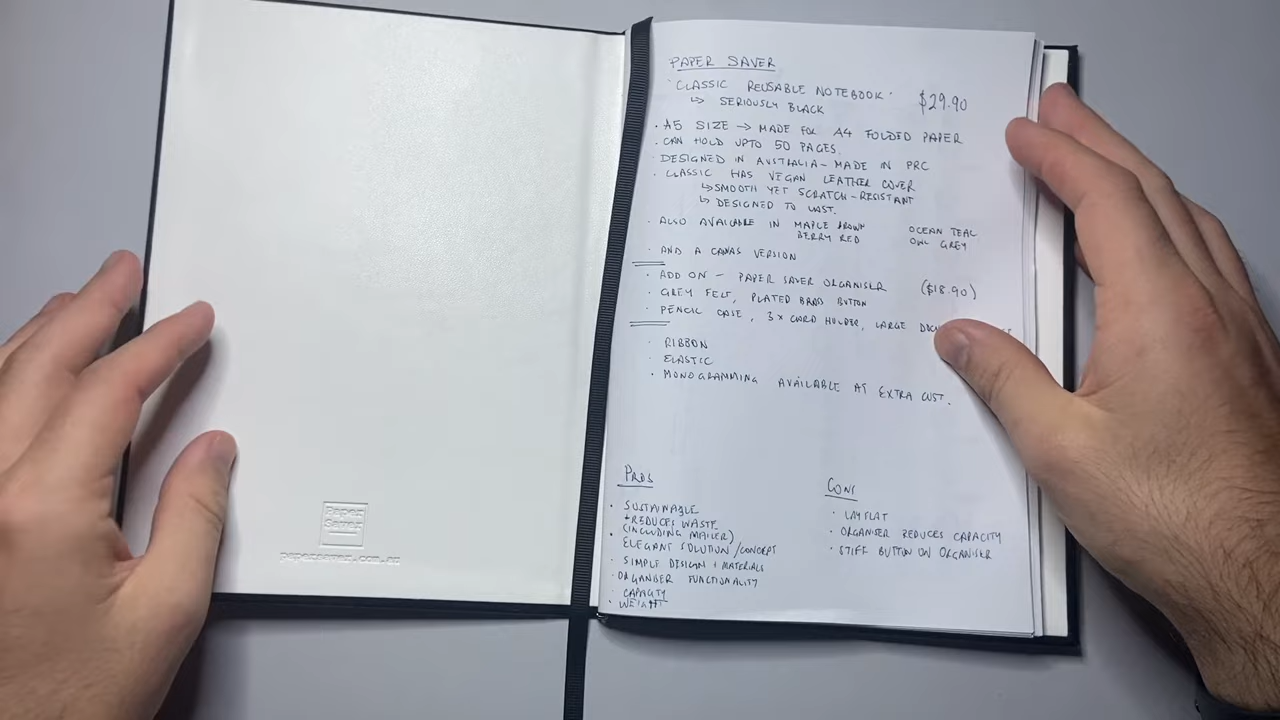 Paper
Saver
papersaver.com.au
PAPER SAVER
'CLASSIC REUSABLE NOTEBOOK' $29.90
↳ SERIOUSLY BLACK
· A5 SIZE → MADE FOR A4 FOLDED PAPER
· CAN HOLD UPTO 50 PAGES.
· DESIGNED IN AUSTRALIA - MADE IN PRC
· CLASSIC HAS VEGAN LEATHER COVER
↳ SMOOTH YET SCRATCH-RESISTANT
↳ DESIGNED TO LAST.
· ALSO AVAILABLE IN MAPLE BROWN OCEAN TEAL
BERRY RED OWL GREY
· AND A CANVAS VERSION
· ADD ON - PAPER SAVER ORGANISER ($18.90)
· GREY FELT, PLATED BRASS BUTTON
· PENCIL CASE, 3 x CARD HOLDER, LARGE
· RIBBON
· ELASTIC
· MONOGRAMMING AVAILABLE AT EXTRA COST.
PROS
· SUSTAINABLE
+ REDUCES WASTE
(INCLUDING MAILER)
· ELEGANT SOLUTION / CONCEPT
· SIMPLE DESIGN + MATERIALS
· ORGANISER FUNCTIONALITY
· CAPACITY
· WEIGHT
CONS
· LAY FLAT
· ORGANISER REDUCES CAPACITY
· STIFF BUTTON ON ORGANISER